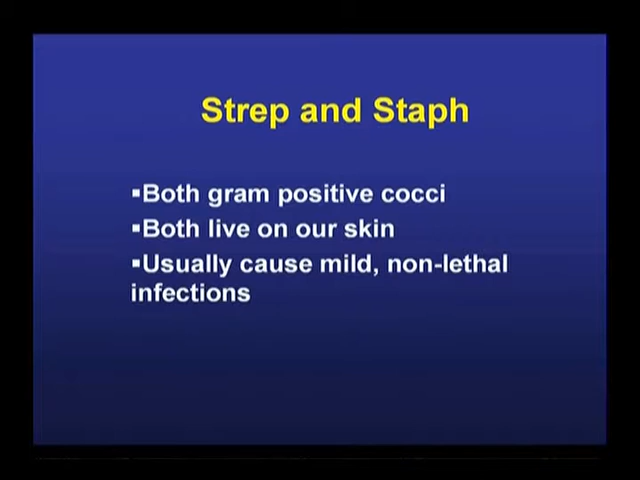 Strep and Staph
▪Both gram positive cocci
▪Both live on our skin
▪Usually cause mild, non-lethal
infections